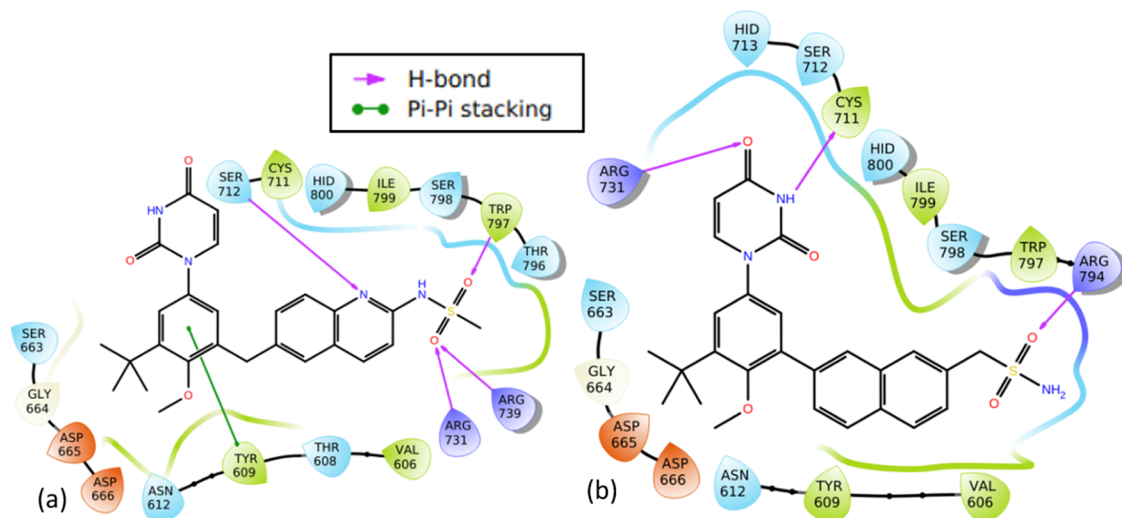 H-bond
Pi-Pi stacking
SER
712
CYS
711
HID
800
ILE
799
SER
798
TRP
797
THR
796
O
HN
O
N
N
H
N
O
S
O
O
SER
663
GLY
664
ASP
665
ASP
666
ASN
612
TYR
609
THR
608
VAL
606
ARG
731
ARG
739
(a)
HID
713
SER
712
CYS
711
HID
800
ILE
799
SER
798
TRP
797
ARG
794
ARG
731
O
NH
N
O
O
O
S
NH2
O
SER
663
GLY
664
ASP
665
ASP
666
ASN
612
TYR
609
VAL
606
(b)